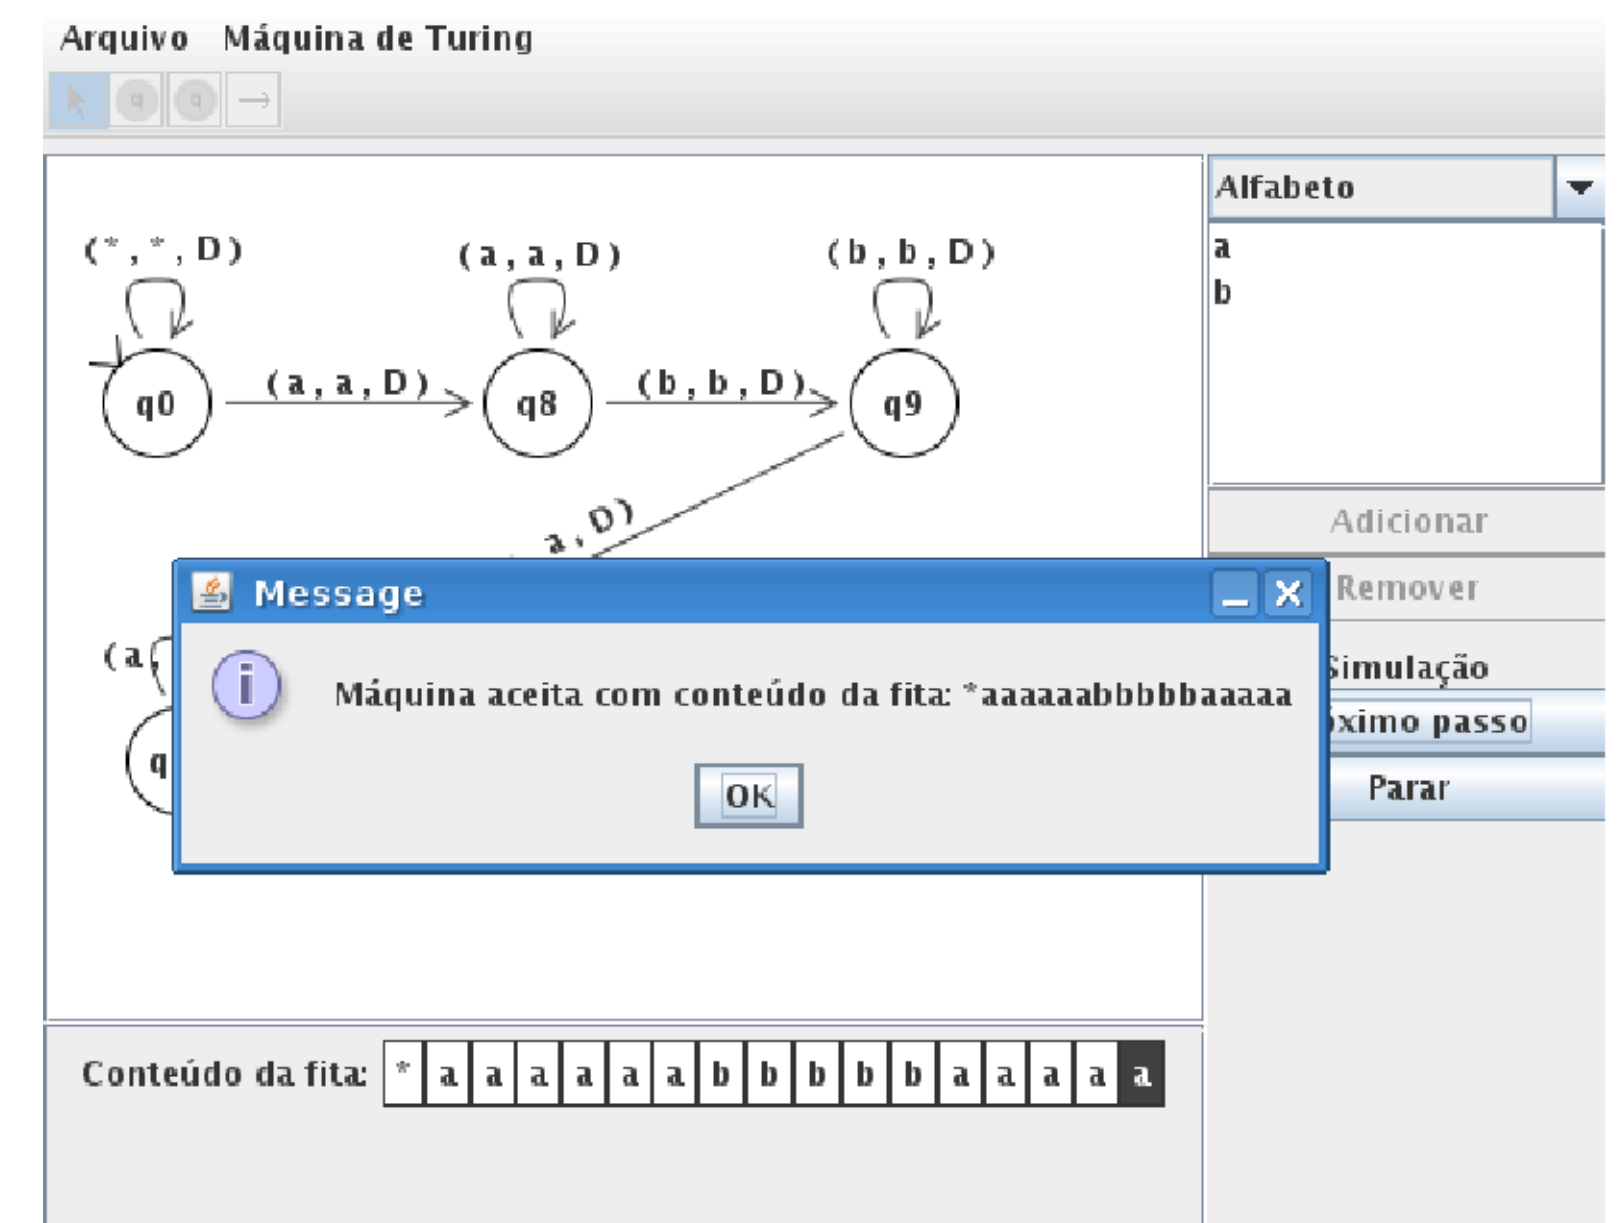 Arquivo Máquina de Turing
q q
Alfabeto
a
b
(*,*,D) (a,a,D) (b,b,D)
(a,a,D) (b,b,D)
q0 q8 q9
a,D)
Adicionar
Remover
Message
(a,
Simulação
Máquina aceita com conteúdo da fita: *aaaaaabbbbbaaaaa
óximo passo
q
OK
Parar
Conteúdo da fita: * a a a a a a b b b b b a a a a a